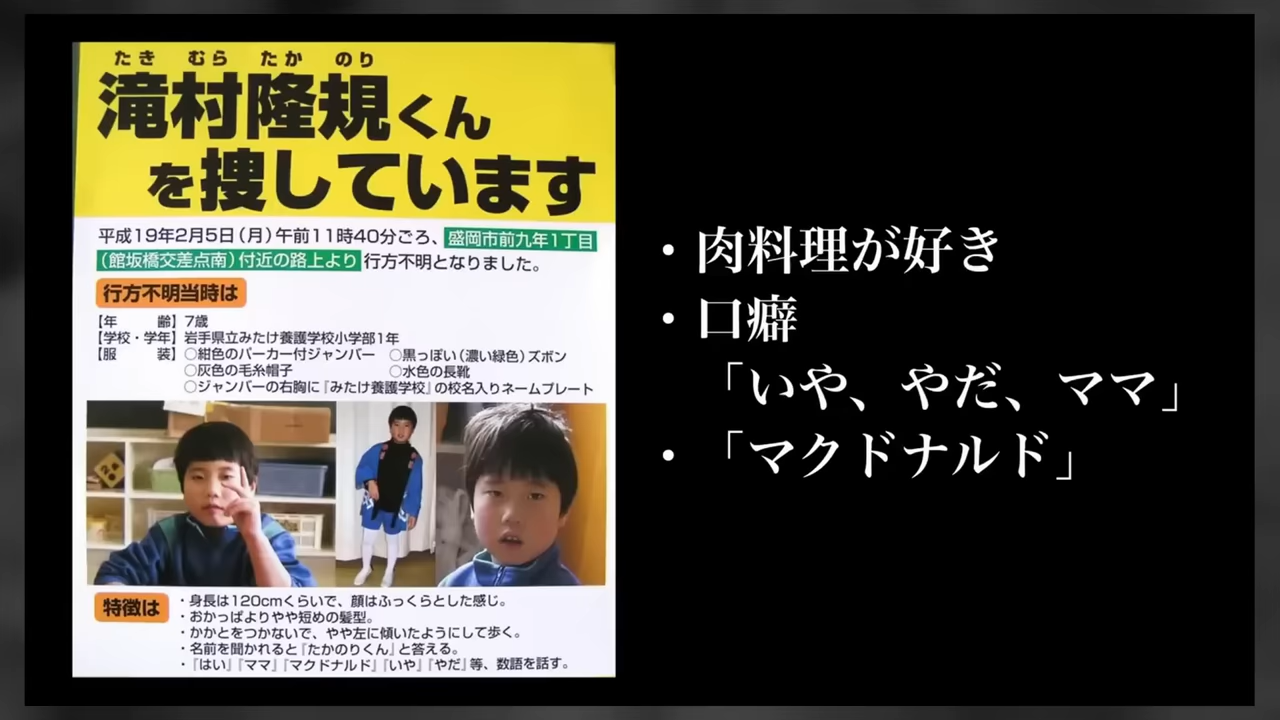 たき むら たか のり
滝村隆規くん
を捜しています
平成19年2月5日(月)午前11時40分ごろ、盛岡市前九年1丁目
(館坂橋交差点南)付近の路上より行方不明となりました。
行方不明当時は
【年　　齢】7歳
【学校・学年】岩手県立みたけ養護学校小学部1年
【服　　装】○紺色のパーカー付ジャンパー ○黒っぽい(濃い緑色)ズボン
○灰色の毛糸帽子 ○水色の長靴
○ジャンパーの右胸に『みたけ養護学校』の校名入りネームプレート
特徴は
・身長は120cmくらいで、顔はふっくらとした感じ。
・おかっぱよりやや短めの髪型。
・かかとをつかないで、やや左に傾いたようにして歩く。
・名前を聞かれると『たかのりくん』と答える。
・『はい』『ママ』『マクドナルド』『いや』『やだ』等、数語を話す。
・肉料理が好き
・口癖
「いや、やだ、ママ」
・「マクドナルド」